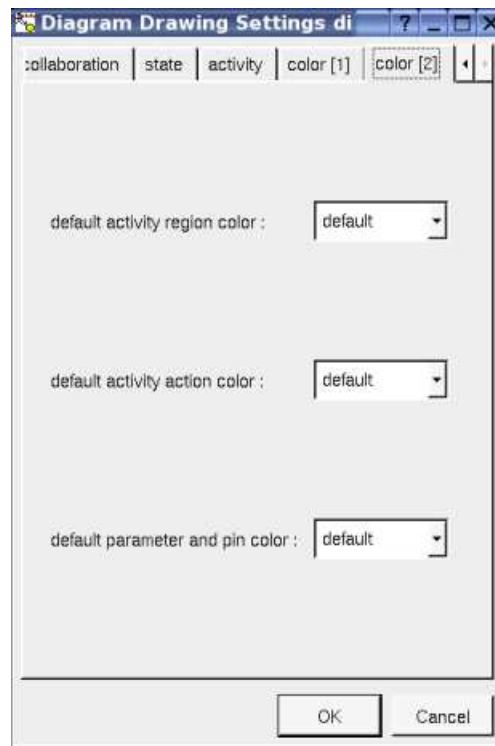 Diagram Drawing Settings di
:ollaboration state activity color [1] color [2]
default activity region color : default
default activity action color : default
default parameter and pin color : default
OK Cancel